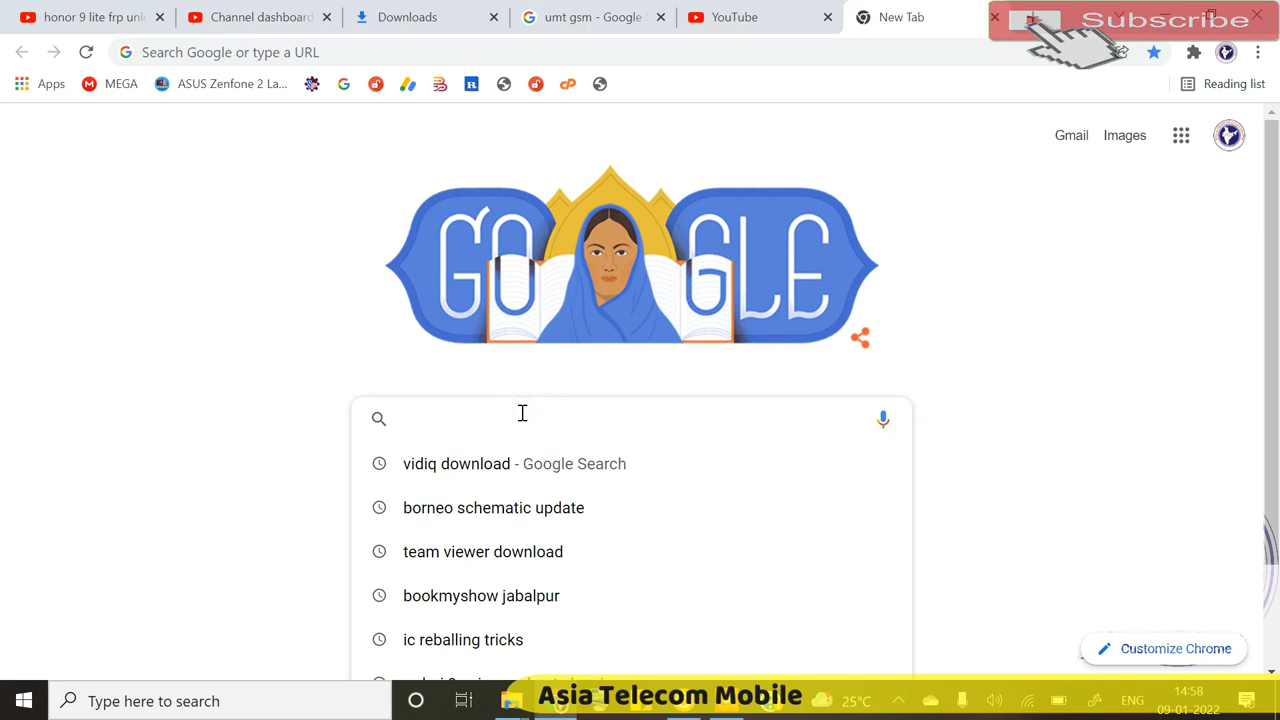 honor 9 lite frp unl
Channel dashboard
Downloads
umt gsm - Google
YouTube
New Tab
Subscribe
Search Google or type a URL
Apps
MEGA
ASUS Zenfone 2 La...
Reading list
Gmail
Images
GOOGLE
vidiq download - Google Search
borneo schematic update
team viewer download
bookmyshow jabalpur
ic reballing tricks
Customize Chrome
Type here to search
Asia Telecom Mobile
25°C
ENG
14:58
09-01-2022